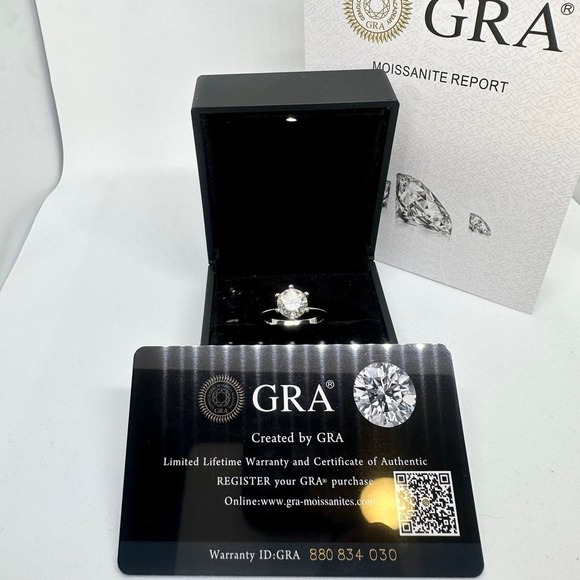 GRA®
MOISSANITE REPORT
GRA®
Created by GRA
Limited Lifetime Warranty and Certificate of Authentic
REGISTER your GRA® purchase
Online:www.gra-moissanites.com
Warranty ID:GRA 880 834 030